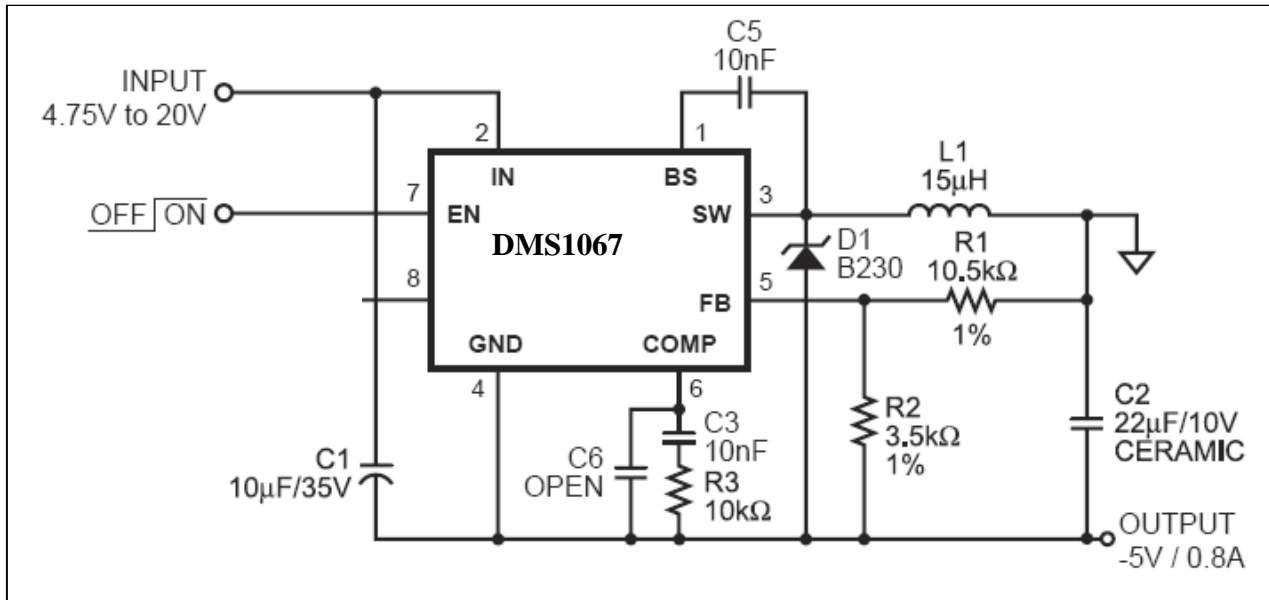 C5
10nF
INPUT
4.75V to 20V
2
1
IN
BS
L1
15µH
7
3
OFF ON
EN
SW
DMS1067
D1
B230
R1
10.5kΩ
8
5
FB
1%
GND
COMP
4
6
R2
3.5kΩ
1%
C2
22µF/10V
CERAMIC
C3
10nF
C1
10µF/35V
C6
OPEN
R3
10kΩ
OUTPUT
-5V / 0.8A